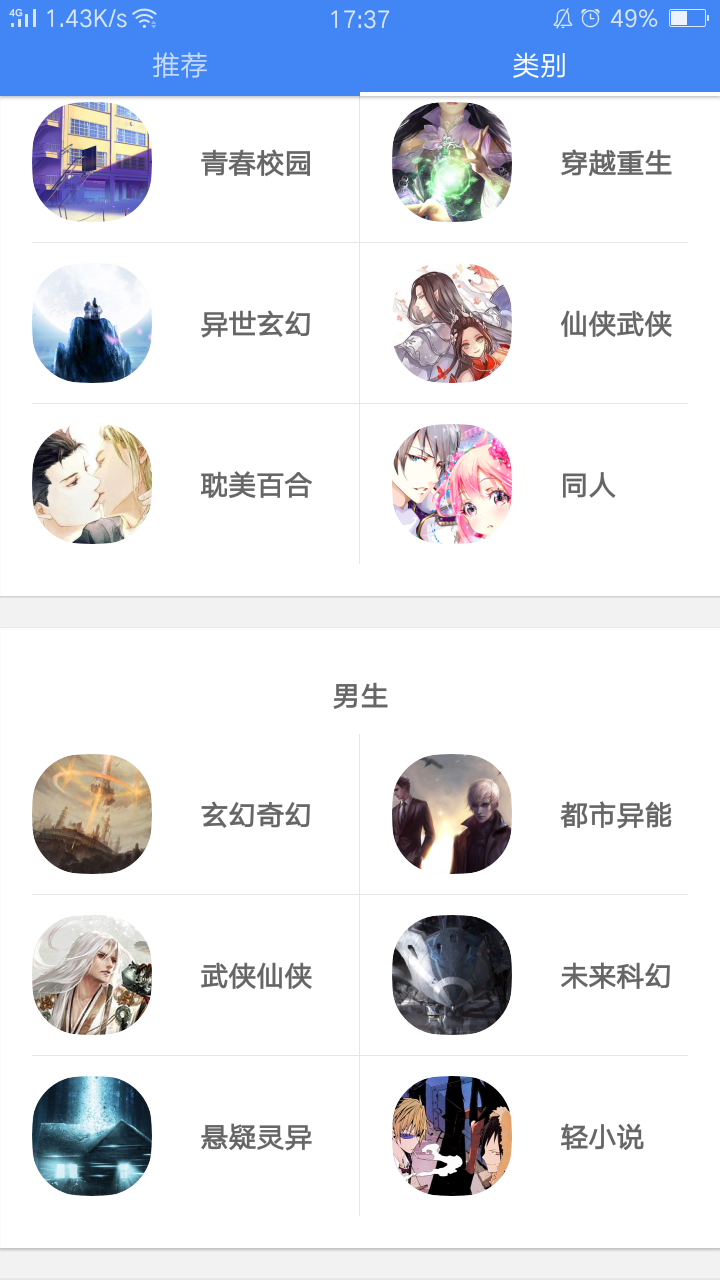 4G 1.43K/s 17:37 49%
推荐 类别
青春校园 穿越重生
异世玄幻 仙侠武侠
耽美百合 同人
男生
玄幻奇幻 都市异能
武侠仙侠 未来科幻
悬疑灵异 轻小说